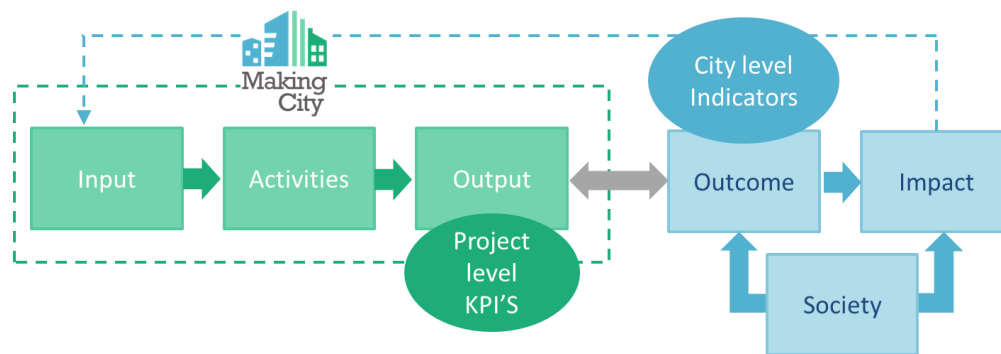 Making
City
City level
Indicators
Input
Activities
Output
Outcome
Impact
Project
level
KPI'S
Society